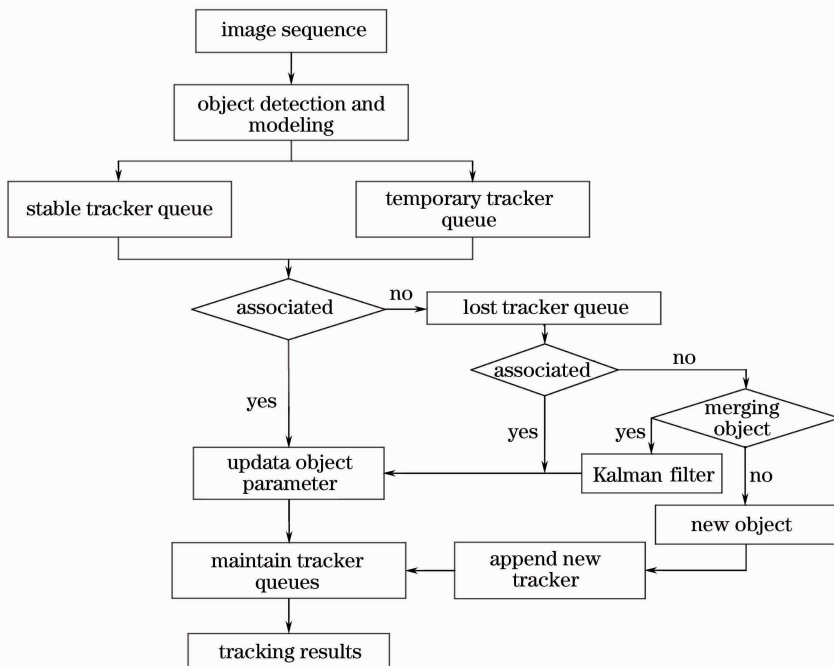 image sequence
object detection and
modeling
stable tracker queue
temporary tracker
queue
associated
no
lost tracker queue
associated
no
yes
yes
merging
object
yes
updata object
parameter
Kalman filter
no
new object
maintain tracker
queues
append new
tracker
tracking results